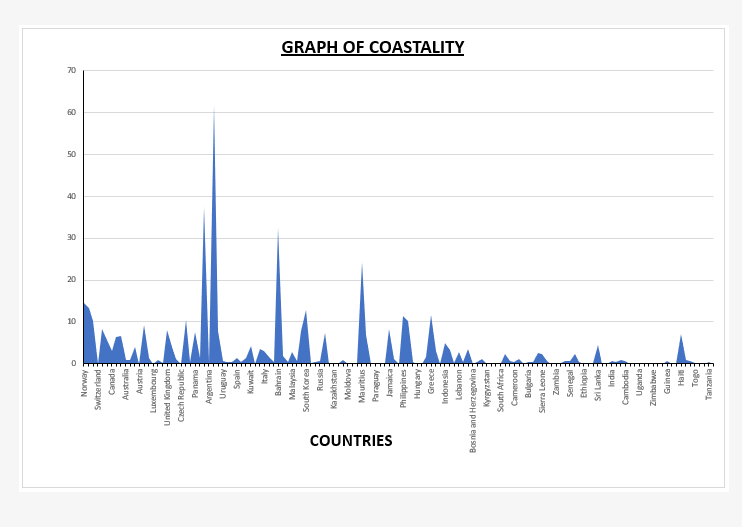 GRAPH OF COASTALITY
70
60
50
40
30
20
10
0
Norway
Switzerland
Canada
Australia
Austria
Luxembourg
United Kingdom
Czech Republic
Panama
Argentina
Uruguay
Spain
Kuwait
Italy
Bahrain
Malaysia
South Korea
Russia
Kazakhstan
Moldova
Mauritius
Paraguay
Jamaica
Philippines
Hungary
Greece
Indonesia
Lebanon
Bosnia and Herzegovina
Kyrgyzstan
South Africa
Cameroon
Bulgaria
Sierra Leone
Zambia
Senegal
Ethiopia
Sri Lanka
India
Cambodia
Uganda
Zimbabwe
Guinea
Haiti
Togo
Tanzania
COUNTRIES